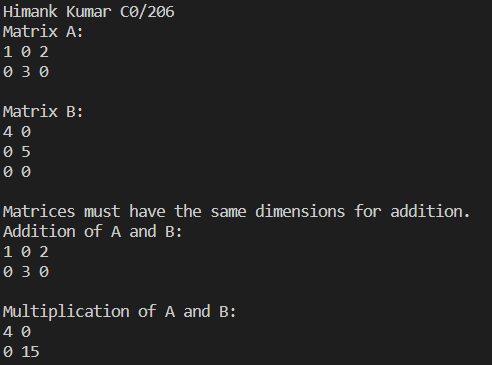 Himank Kumar C0/206
Matrix A:
1 0 2
0 3 0
Matrix B:
4 0
0 5
0 0
Matrices must have the same dimensions for addition.
Addition of A and B:
1 0 2
0 3 0
Multiplication of A and B:
4 0
0 15